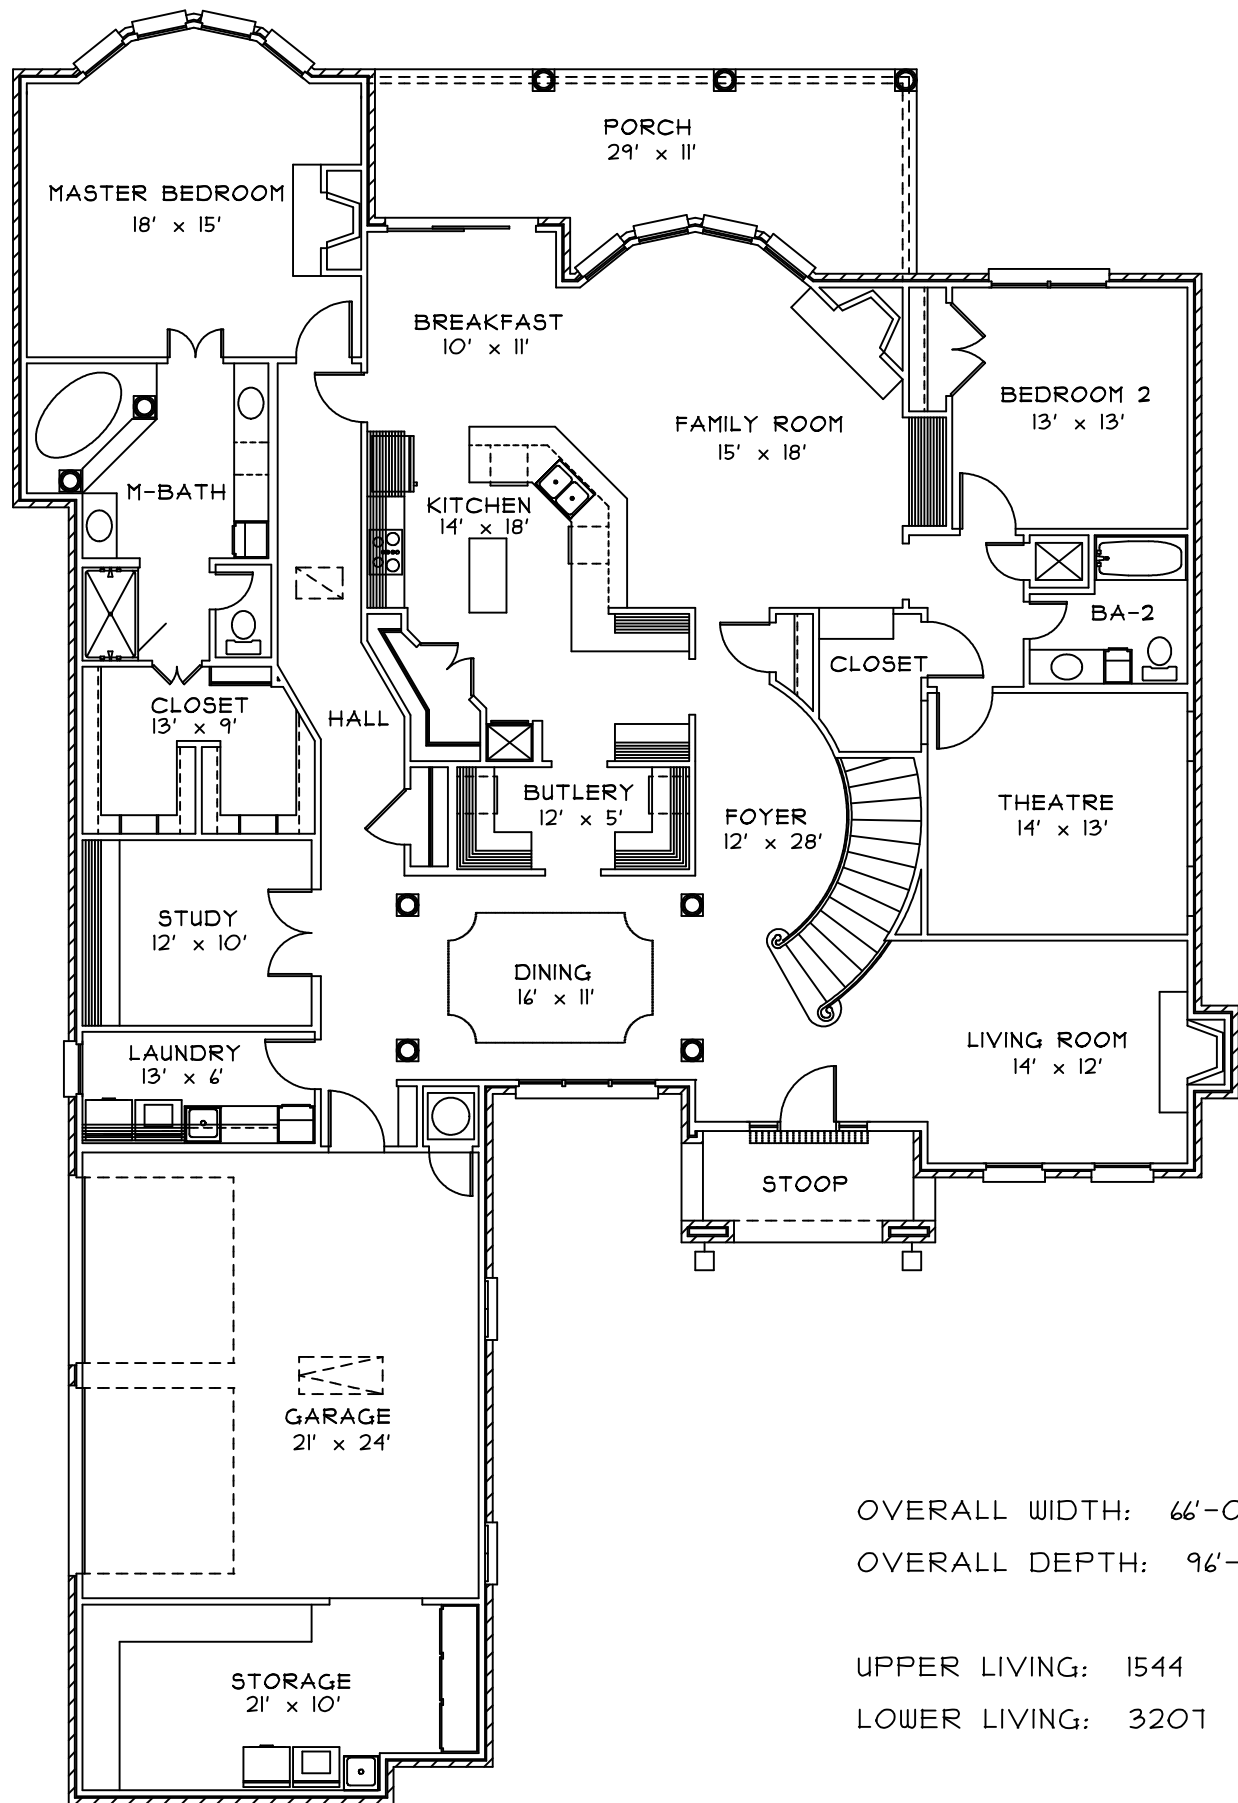 PORCH
29' x 11'
MASTER BEDROOM
18' x 15'
BREAKFAST
10' x 11'
FAMILY ROOM
15' x 18'
BEDROOM 2
13' x 13'
M-BATH
KITCHEN
14' x 18'
BA-2
CLOSET
CLOSET
13' x 9'
HALL
BUTLERY
12' x 5'
FOYER
12' x 28'
THEATRE
14' x 13'
STUDY
12' x 10'
DINING
16' x 11'
LIVING ROOM
14' x 12'
LAUNDRY
13' x 6'
STOOP
GARAGE
21' x 24'
OVERALL WIDTH: 66'-0
OVERALL DEPTH: 96'-
STORAGE
21' x 10'
UPPER LIVING: 1544
LOWER LIVING: 3207